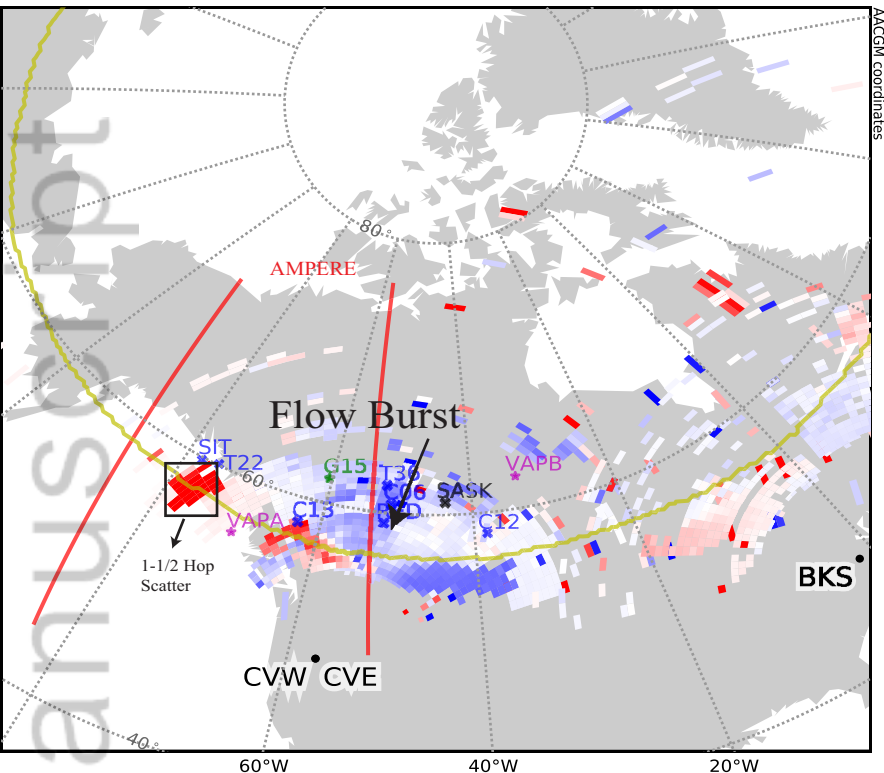 AACGM coordinates
80°
AMPERE
Flow Burst
SIT
T22
60°
G15
T36
C06
SASK
VAPB
VAPA
C13
C12
1-1/2 Hop
Scatter
BKS
CVW CVE
40°
60°W 40°W 20°W
anuscript